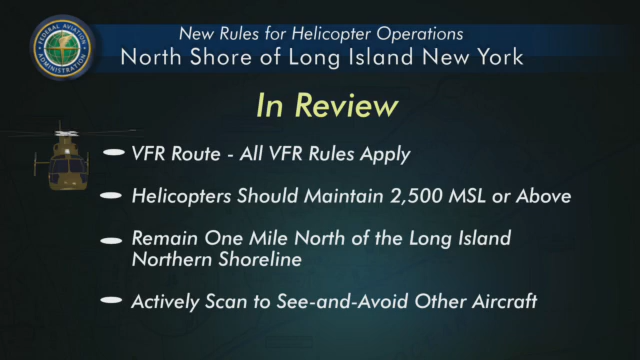 New Rules for Helicopter Operations
North Shore of Long Island New York
FEDERAL AVIATION
ADMINISTRATION
In Review
VFR Route - All VFR Rules Apply
Helicopters Should Maintain 2,500 MSL or Above
Remain One Mile North of the Long Island
Northern Shoreline
Actively Scan to See-and-Avoid Other Aircraft